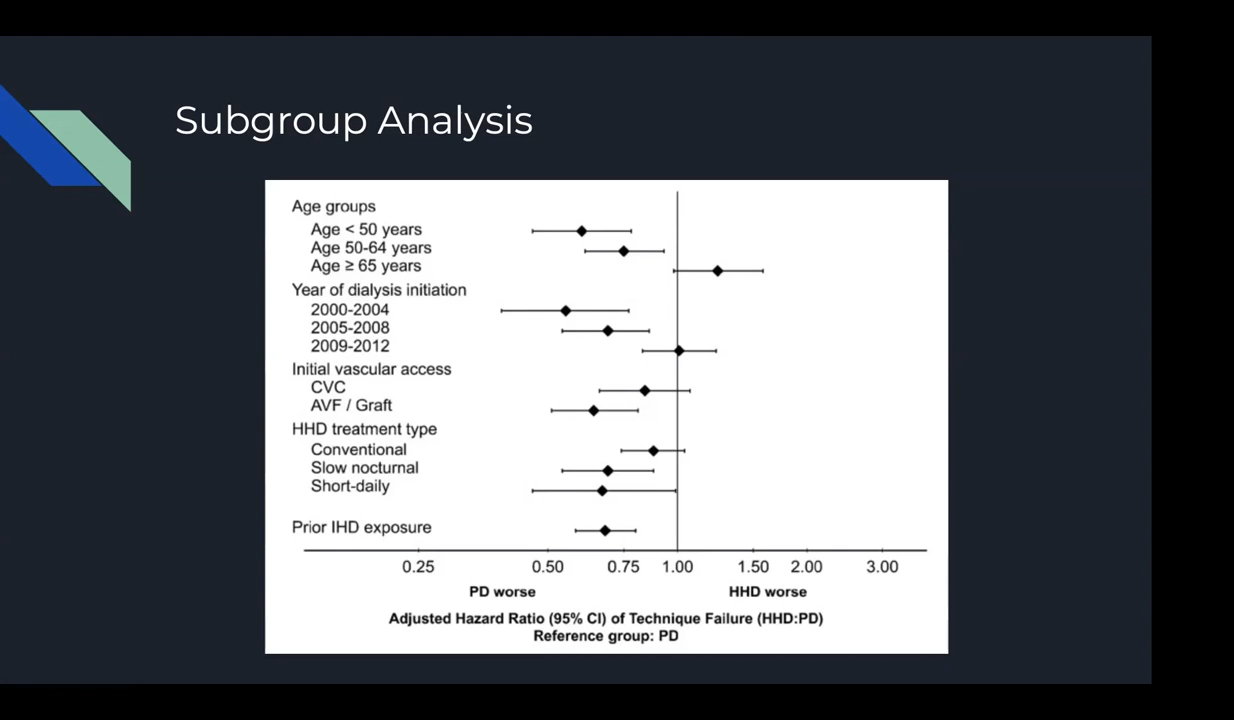 Subgroup Analysis
Age groups
Age < 50 years
Age 50-64 years
Age ≥ 65 years
Year of dialysis initiation
2000-2004
2005-2008
2009-2012
Initial vascular access
CVC
AVF / Graft
HHD treatment type
Conventional
Slow nocturnal
Short-daily
Prior IHD exposure
0.25 0.50 0.75 1.00 1.50 2.00 3.00
PD worse HHD worse
Adjusted Hazard Ratio (95% CI) of Technique Failure (HHD:PD)
Reference group: PD